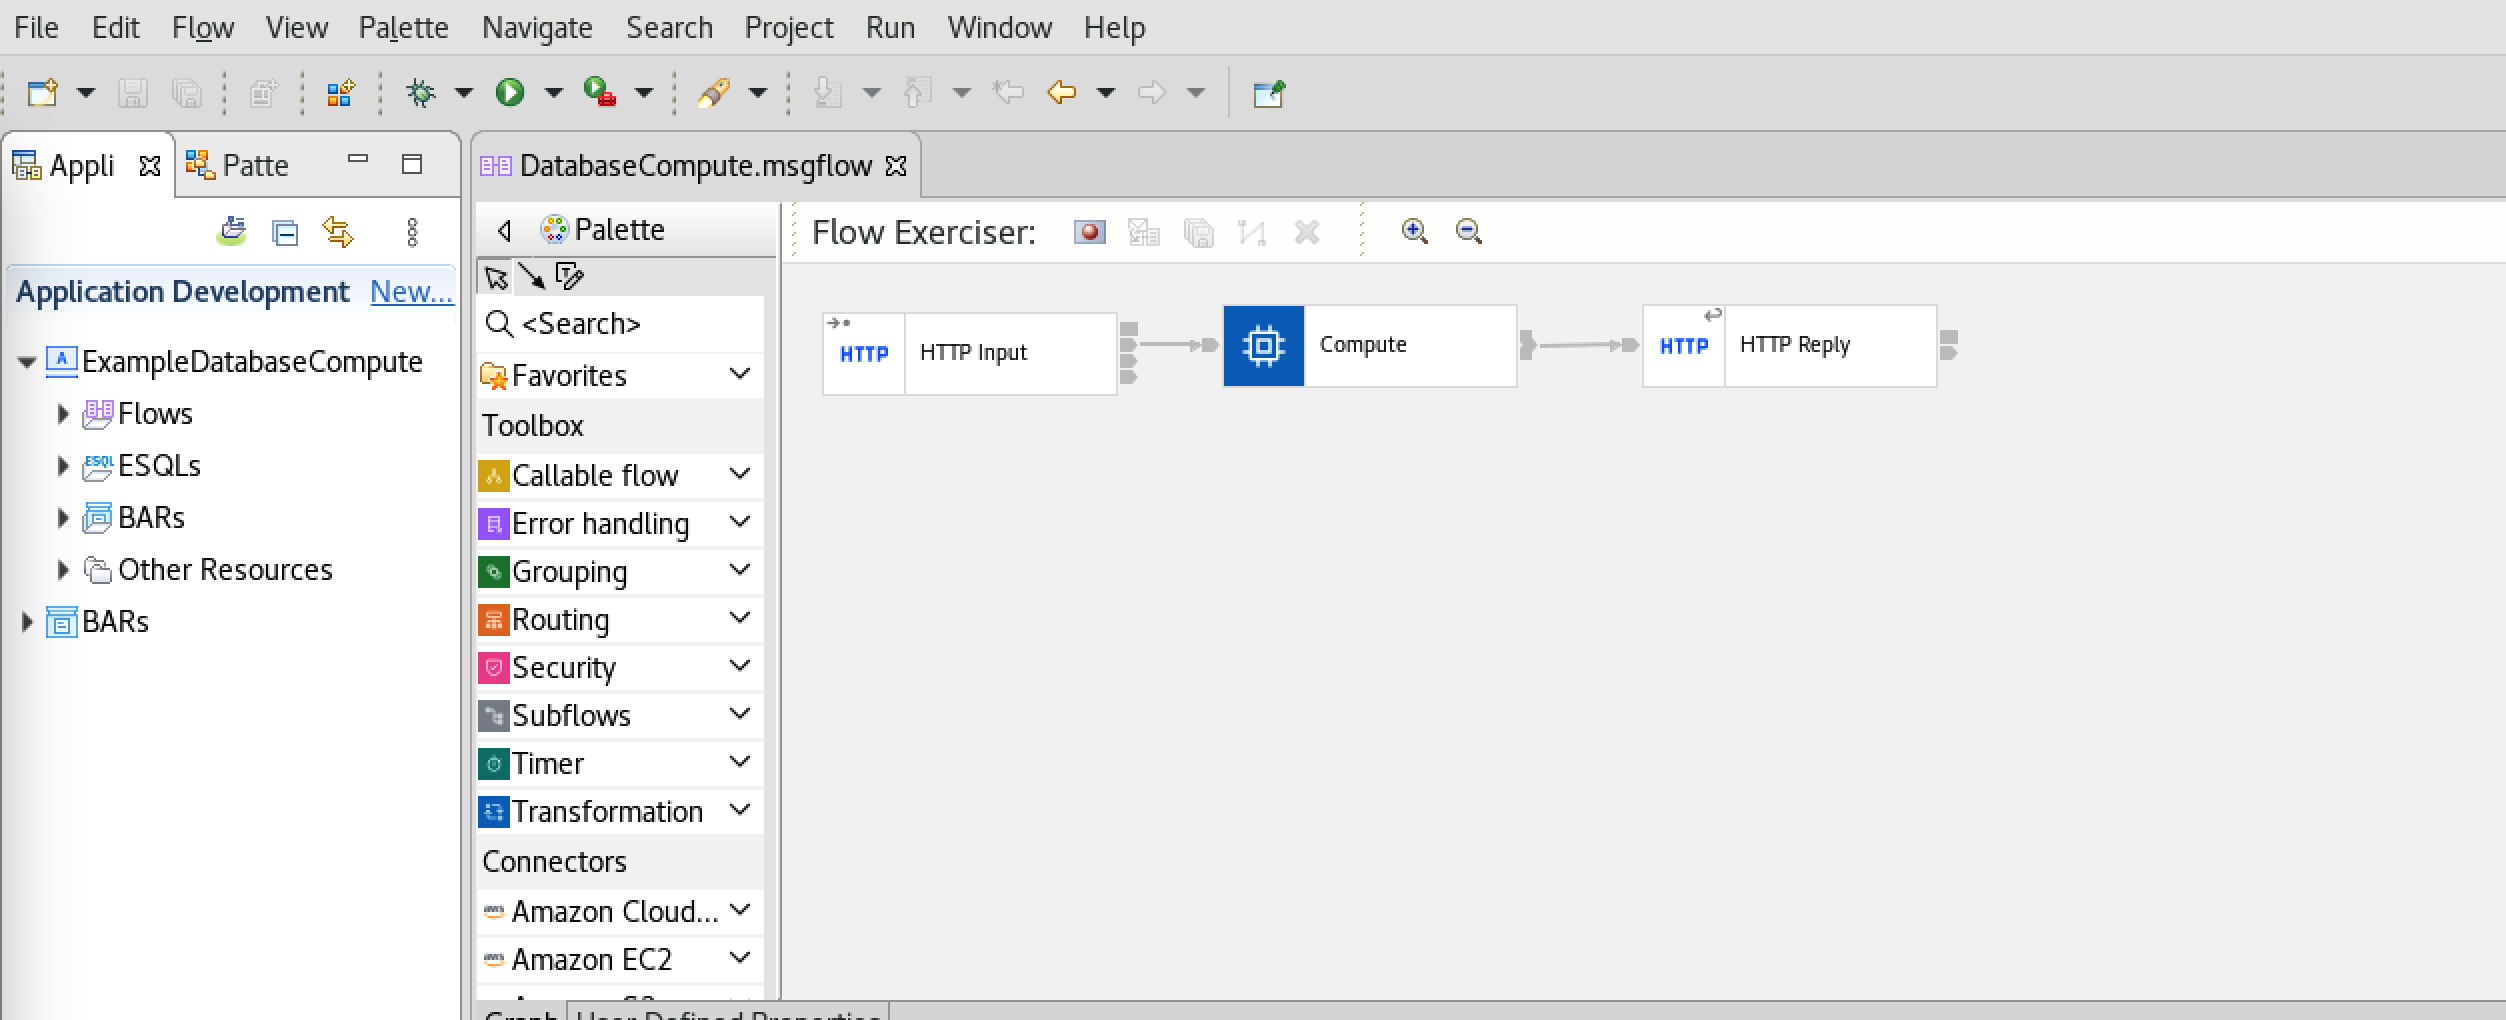 File Edit Flow View Palette Navigate Search Project Run Window Help
Appli Patte
DatabaseCompute.msgflow
Palette
Flow Exerciser:
Application Development New...
<Search>
A ExampleDatabaseCompute
Flows
ESQL ESQLs
BARs
Other Resources
BARs
Favorites
Toolbox
Callable flow
Error handling
Grouping
Routing
Security
Subflows
Timer
Transformation
Connectors
aws Amazon Cloud...
aws Amazon EC2
HTTP HTTP Input
Compute
HTTP HTTP Reply
Graph User Defined Properties